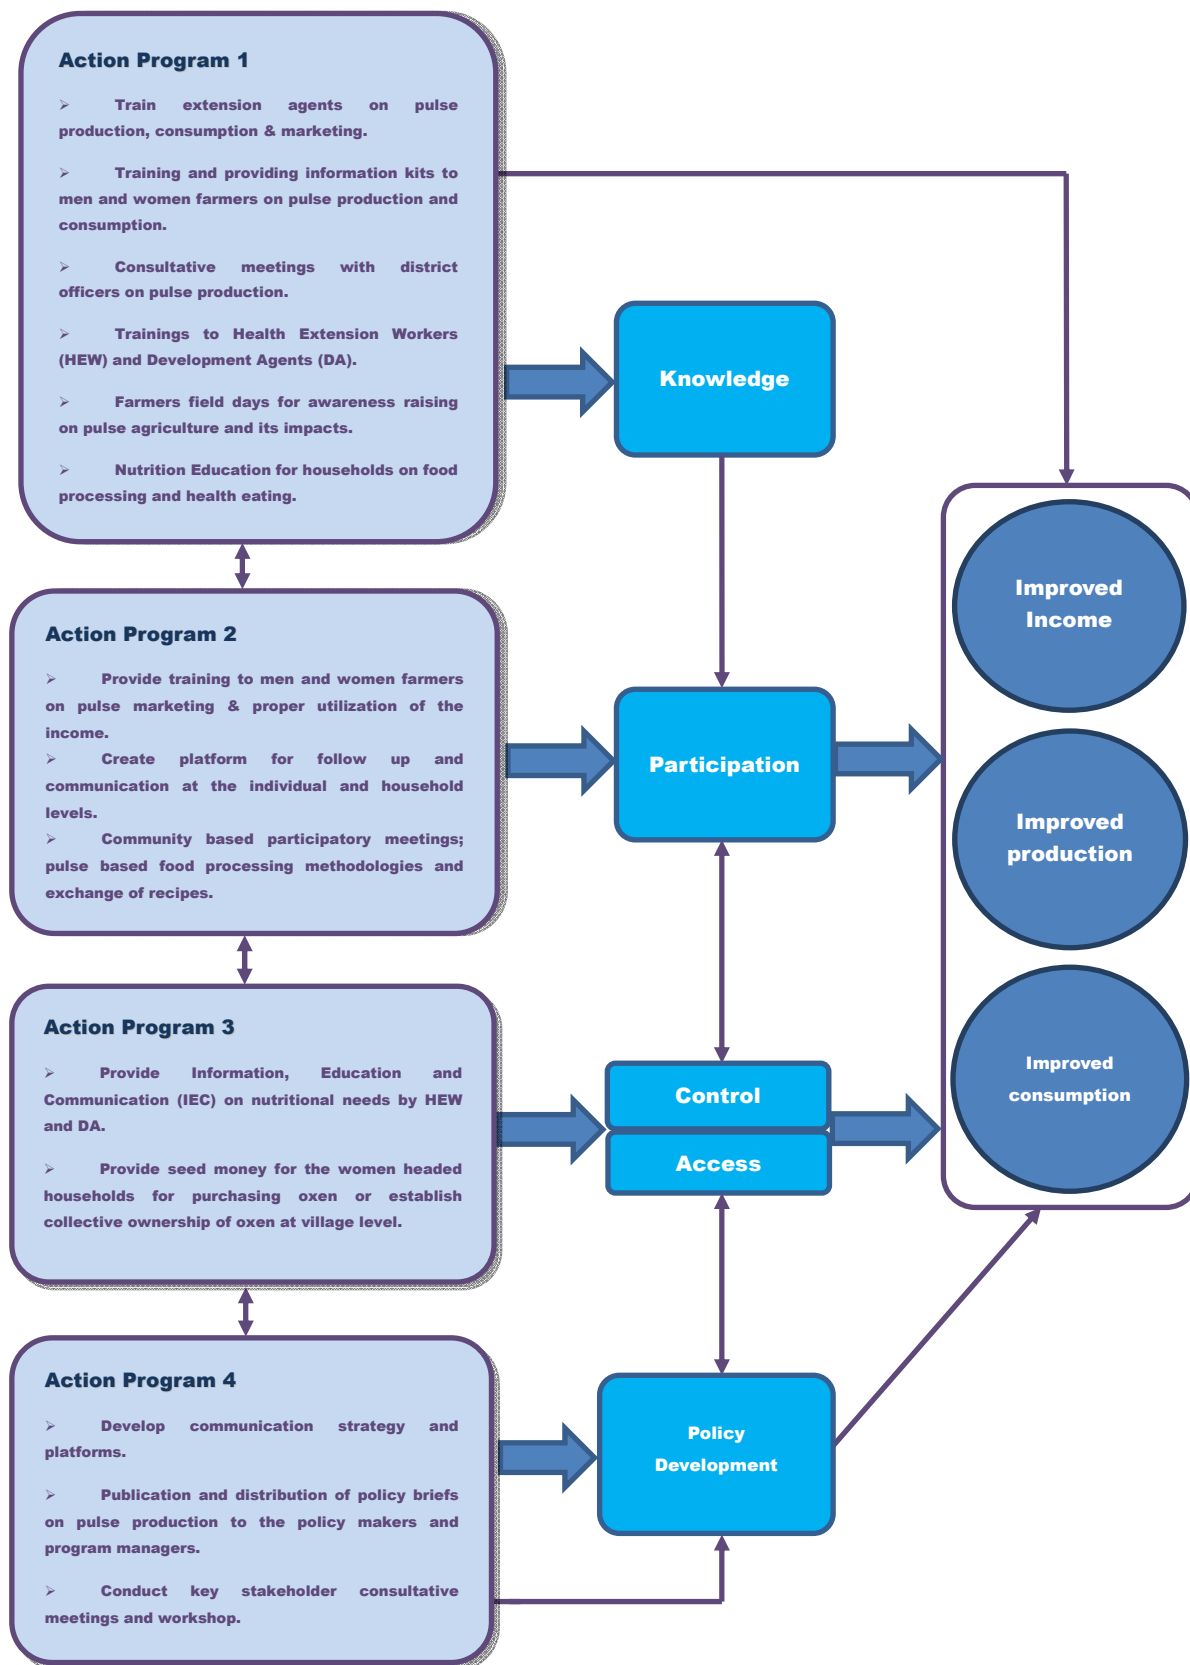 Action Program 1
➢ Train extension agents on pulse
production, consumption & marketing.
➢ Training and providing information kits to
men and women farmers on pulse production and
consumption.
➢ Consultative meetings with district
officers on pulse production.
➢ Trainings to Health Extension Workers
(HEW) and Development Agents (DA).
➢ Farmers field days for awareness raising
on pulse agriculture and its impacts.
➢ Nutrition Education for households on food
processing and health eating.
Knowledge
Improved
Income
Action Program 2
➢ Provide training to men and women farmers
on pulse marketing & proper utilization of the
income.
➢ Create platform for follow up and
communication at the individual and household
levels.
➢ Community based participatory meetings;
pulse based food processing methodologies and
exchange of recipes.
Participation
Improved
production
Action Program 3
➢ Provide Information, Education and
Communication (IEC) on nutritional needs by HEW
and DA.
➢ Provide seed money for the women headed
households for purchasing oxen or establish
collective ownership of oxen at village level.
Control
Access
Improved
consumption
Action Program 4
➢ Develop communication strategy and
platforms.
➢ Publication and distribution of policy briefs
on pulse production to the policy makers and
program managers.
➢ Conduct key stakeholder consultative
meetings and workshop.
Policy
Development